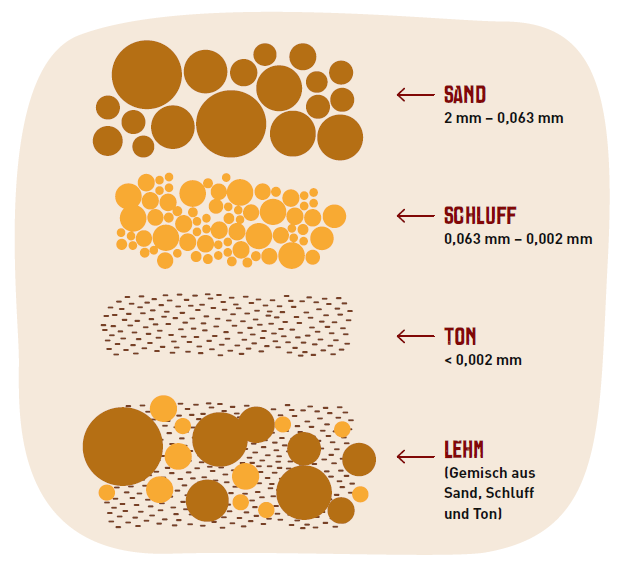 SAND
2 mm – 0,063 mm
SCHLUFF
0,063 mm – 0,002 mm
TON
< 0,002 mm
LEHM
(Gemisch aus
Sand, Schluff
und Ton)